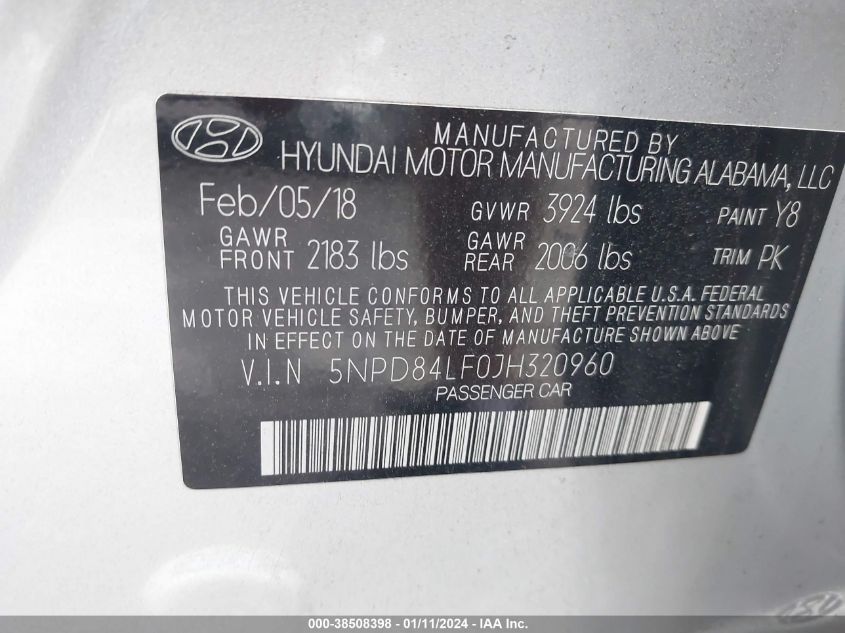 MANUFACTURED BY
HYUNDAI MOTOR MANUFACTURING ALABAMA, LLC
Feb/05/18 GVWR 3924 lbs PAINT Y8
GAWR FRONT 2183 lbs GAWR REAR 2006 lbs TRIM PK
THIS VEHICLE CONFORMS TO ALL APPLICABLE U.S.A. FEDERAL
MOTOR VEHICLE SAFETY, BUMPER, AND THEFT PREVENTION STANDARDS
IN EFFECT ON THE DATE OF MANUFACTURE SHOWN ABOVE
V.I.N 5NPD84LF0JH320960
PASSENGER CAR
000-38508398 - 01/11/2024 - IAA Inc.